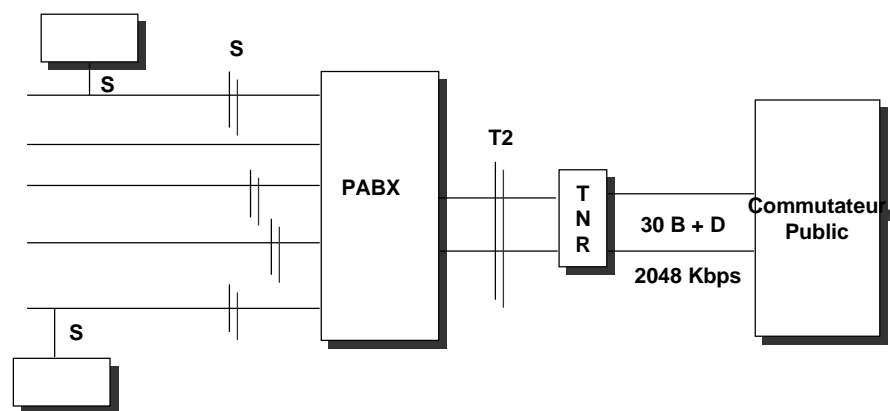 S
S
T2
PABX
T
N
R
Commutateur
Public
30 B + D
2048 Kbps
S